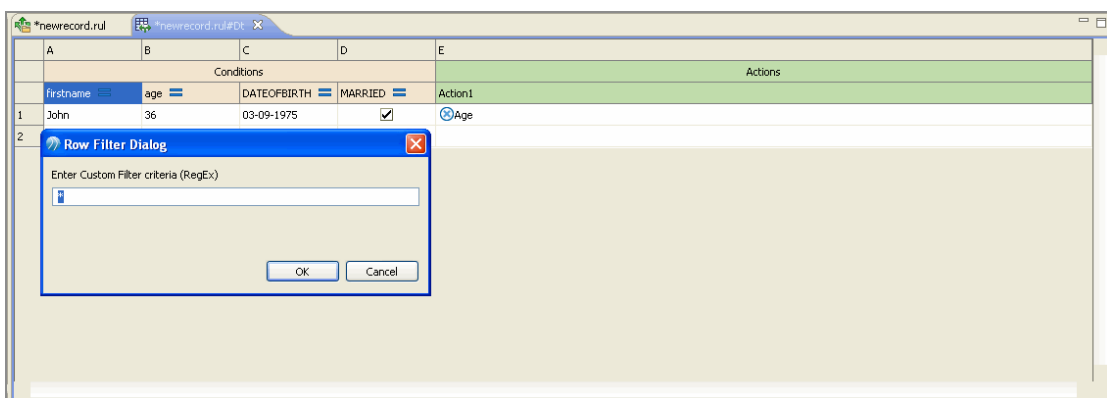 *newrecord.rul *newrecord.rul#Dt
A B C D E
Conditions Actions
firstname age DATEOFBIRTH MARRIED Action1
1 John 36 03-09-1975 Age
2
Row Filter Dialog
Enter Custom Filter criteria (RegEx)
*
OK Cancel